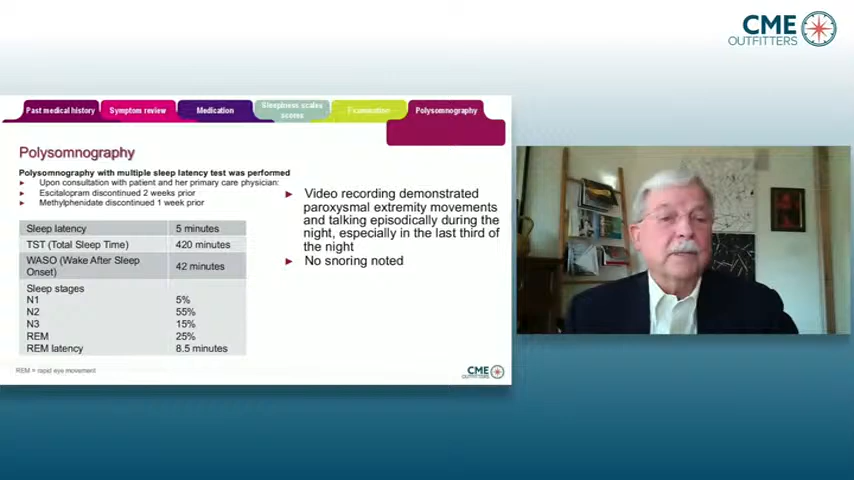 CME
OUTFITTERS
Past medical history
Symptom review
Medication
Sleepiness scales
scores
Examination
Polysomnography
Polysomnography
Polysomnography with multiple sleep latency test was performed
► Upon consultation with patient and her primary care physician:
► Escitalopram discontinued 2 weeks prior
► Methylphenidate discontinued 1 week prior
Sleep latency 5 minutes
TST (Total Sleep Time) 420 minutes
WASO (Wake After Sleep
Onset) 42 minutes
Sleep stages
N1 5%
N2 55%
N3 15%
REM 25%
REM latency 8.5 minutes
► Video recording demonstrated
paroxysmal extremity movements
and talking episodically during the
night, especially in the last third of
the night
► No snoring noted
REM = rapid eye movement
CME
OUTFITTERS